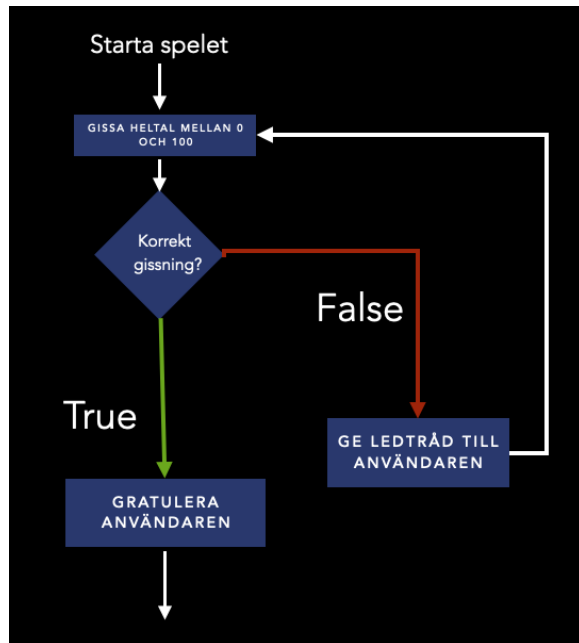 Starta spelet
GISSA HELTAL MELLAN 0
OCH 100
Korrekt
gissning?
False
True
GE LEDTRÅD TILL
ANVÄNDAREN
GRATULERA
ANVÄNDAREN